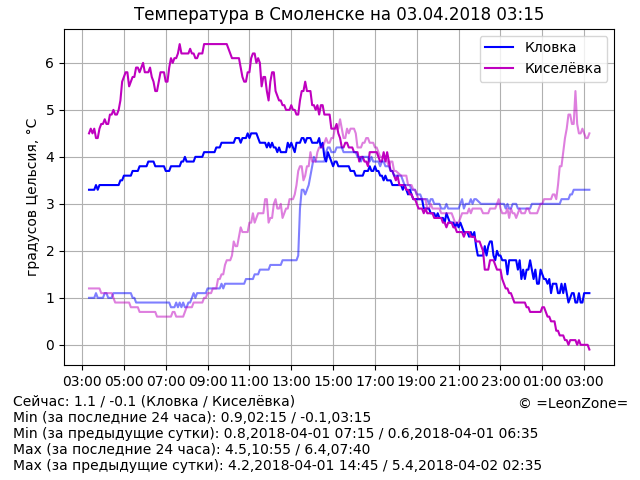 Температура в Смоленске на 03.04.2018 03:15
Кловка
Киселёвка
градусов Цельсия, °C
6
5
4
3
2
1
0
03:00 05:00 07:00 09:00 11:00 13:00 15:00 17:00 19:00 21:00 23:00 01:00 03:00
Сейчас: 1.1 / -0.1 (Кловка / Киселёвка)
© =LeonZone=
Min (за последние 24 часа): 0.9,02:15 / -0.1,03:15
Min (за предыдущие сутки): 0.8,2018-04-01 07:15 / 0.6,2018-04-01 06:35
Max (за последние 24 часа): 4.5,10:55 / 6.4,07:40
Max (за предыдущие сутки): 4.2,2018-04-01 14:45 / 5.4,2018-04-02 02:35